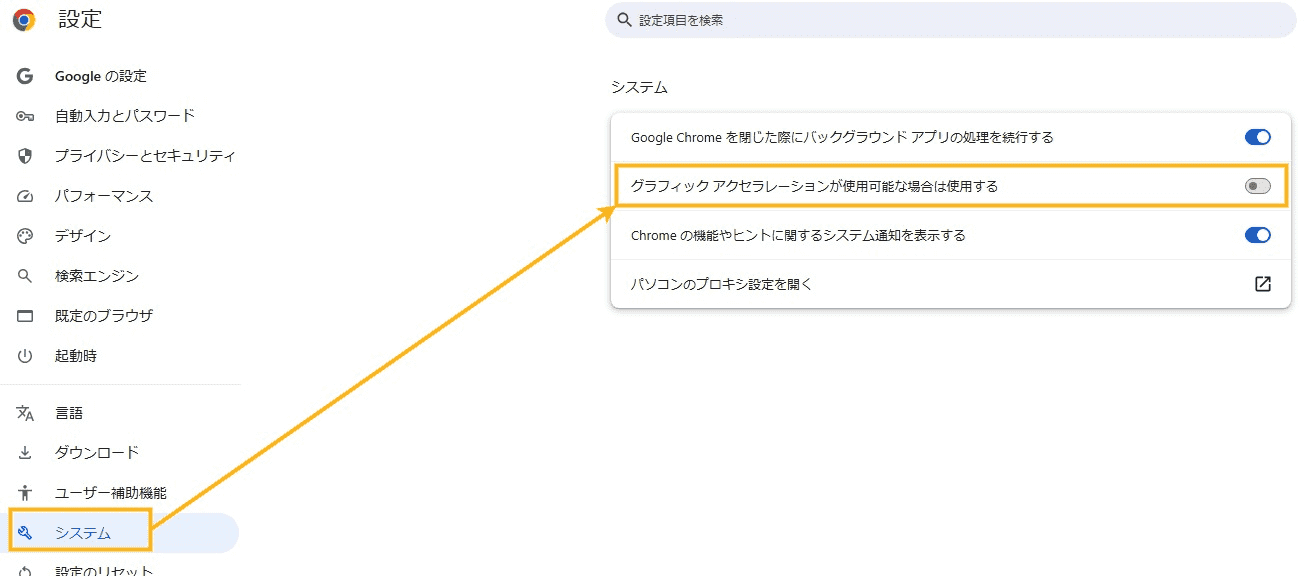 設定
設定項目を検索
Google の設定
自動入力とパスワード
プライバシーとセキュリティ
パフォーマンス
デザイン
検索エンジン
既定のブラウザ
起動時
言語
ダウンロード
ユーザー補助機能
システム
設定のリセット
システム
Google Chrome を閉じた際にバックグラウンド アプリの処理を続行する
グラフィック アクセラレーションが使用可能な場合は使用する
Chrome の機能やヒントに関するシステム通知を表示する
パソコンのプロキシ設定を開く